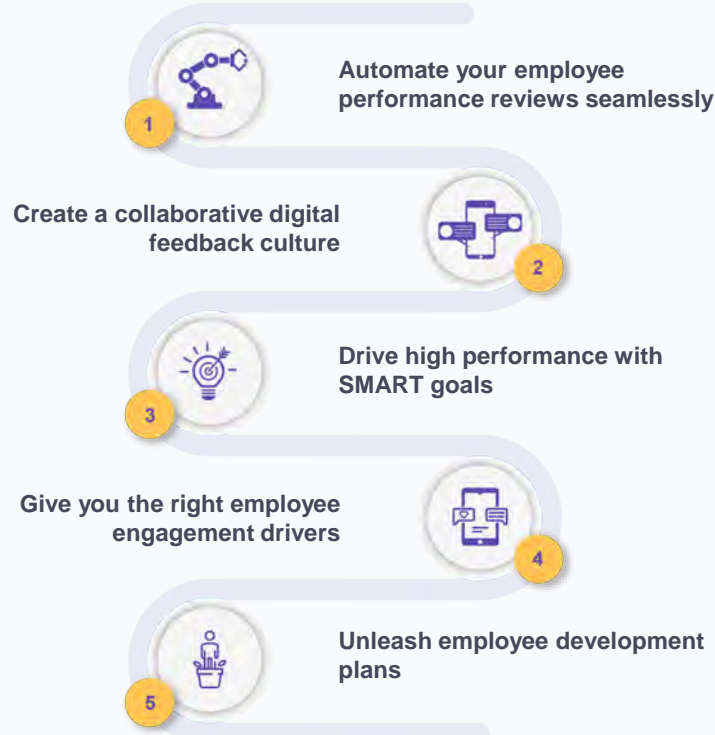 Automate your employee
performance reviews seamlessly
1
Create a collaborative digital
feedback culture
2
Drive high performance with
SMART goals
3
Give you the right employee
engagement drivers
4
Unleash employee development
plans
5